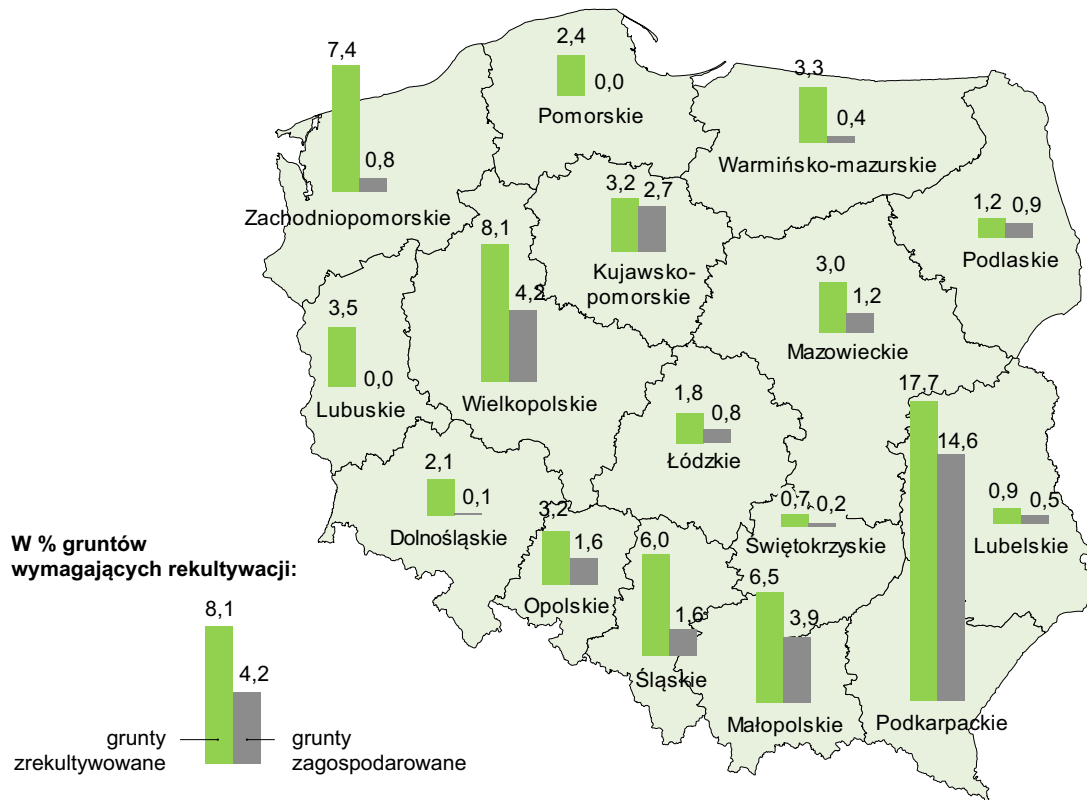 7,4
0,8
Zachodniopomorskie
2,4
0,0
Pomorskie
3,3
0,4
Warmińsko-mazurskie
3,2 2,7
Kujawsko-
pomorskie
1,2 0,9
Podlaskie
8,1
4,2
Wielkopolskie
3,5
0,0
Lubuskie
3,0
1,2
Mazowieckie
1,8
0,8
Łódzkie
17,7
14,6
Podkarpackie
2,1
0,1
Dolnośląskie
0,7 0,2
Świętokrzyskie
0,9 0,5
Lubelskie
3,2
1,6
Opolskie
6,0
1,6
Śląskie
6,5
3,9
Małopolskie
W % gruntów
wymagających rekultywacji:
8,1
4,2
grunty
zrekultywowane
grunty
zagospodarowane